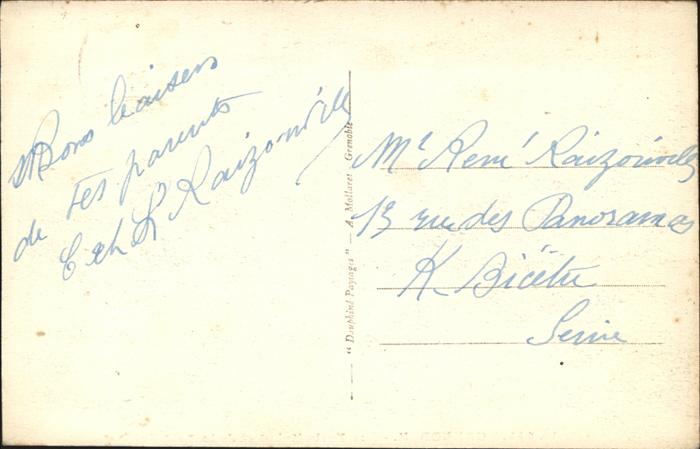 Bons baisers
de tes parents
E et L Raizonville
"Dauphiné Paysages" — A. Mollaret, Grenoble
Mr René Raizonville
13 rue des Panoramas
K. Bicêtre
Seine